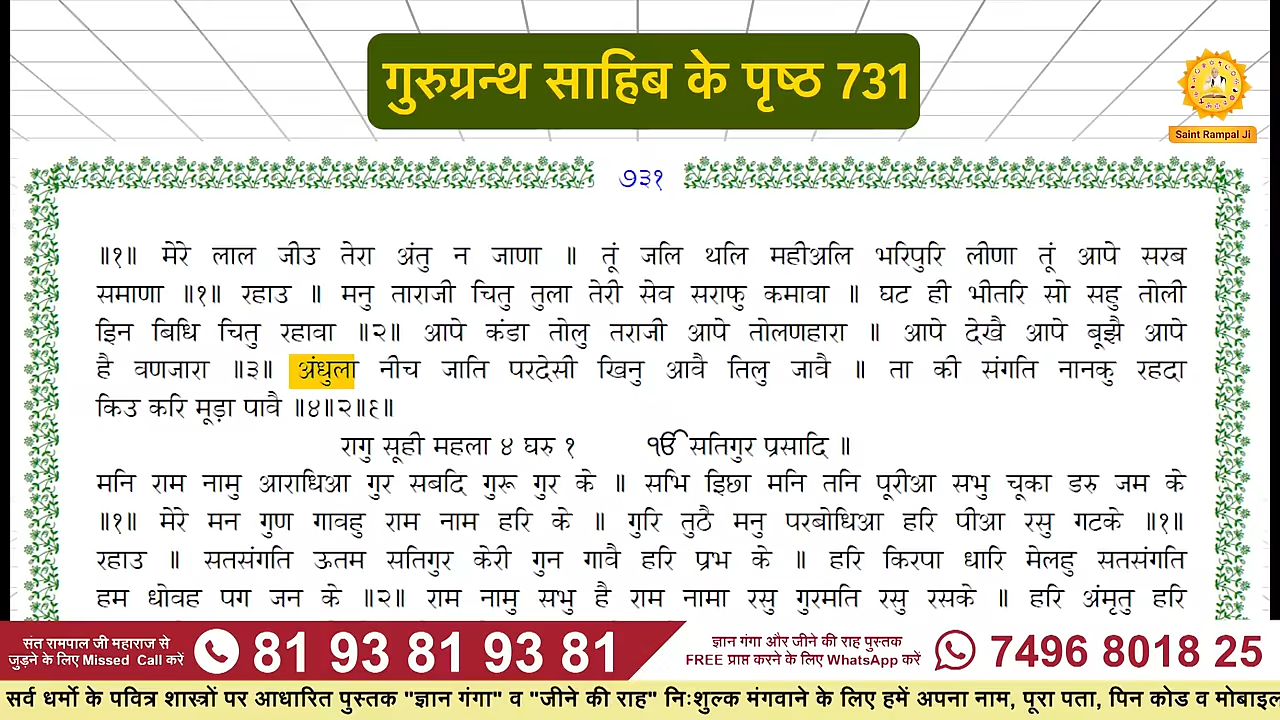 गुरुग्रन्थ साहिब के पृष्ठ 731
Saint Rampal Ji
७३१
॥१॥ मेरे लाल जीउ तेरा अंतु न जाणा ॥ तूं जलि थलि महीअलि भरिपुरि लीणा तूं आपे सरब
समाणा ॥१॥ रहाउ ॥ मनु ताराजी चितु तुला तेरी सेव सराफु कमावा ॥ घट ही भीतरि सो सहु तोली
इिन बिधि चितु रहावा ॥२॥ आपे कंडा तोलु तराजी आपे तोलणहारा ॥ आपे देखै आपे बूझै आपे
है वणजारा ॥३॥ अंधुला नीच जाति परदेसी खिनु आवै तिलु जावै ॥ ता की संगति नानकु रहदा
किउ करि मूड़ा पावै ॥४॥२॥६॥
रागु सूही महला ४ घरु १ ੴ सतिगुर प्रसादि ॥
मनि राम नामु आराधिआ गुर सबदि गुरू गुर के ॥ सभि इिछा मनि तनि पूरीआ सभु चूका डरु जम के
॥१॥ मेरे मन गुण गावहु राम नाम हरि के ॥ गुरि तुठै मनु परबोधिआ हरि पीआ रसु गटके ॥१॥
रहाउ ॥ सतसंगति ऊतम सतिगुर केरी गुन गावै हरि प्रभ के ॥ हरि किरपा धारि मेलहु सतसंगति
हम धोवह पग जन के ॥२॥ राम नामु सभु है राम नामा रसु गुरमति रसु रसके ॥ हरि अंमृतु हरि
संत रामपाल जी महाराज से
जुड़ने के लिए Missed Call करें
81 93 81 93 81
ज्ञान गंगा और जीने की राह पुस्तक
FREE प्राप्त करने के लिए WhatsApp करें
7496 8018 25
सर्व धर्मो के पवित्र शास्त्रों पर आधारित पुस्तक "ज्ञान गंगा" व "जीने की राह" निःशुल्क मंगवाने के लिए हमें अपना नाम, पूरा पता, पिन कोड व मोबाइल